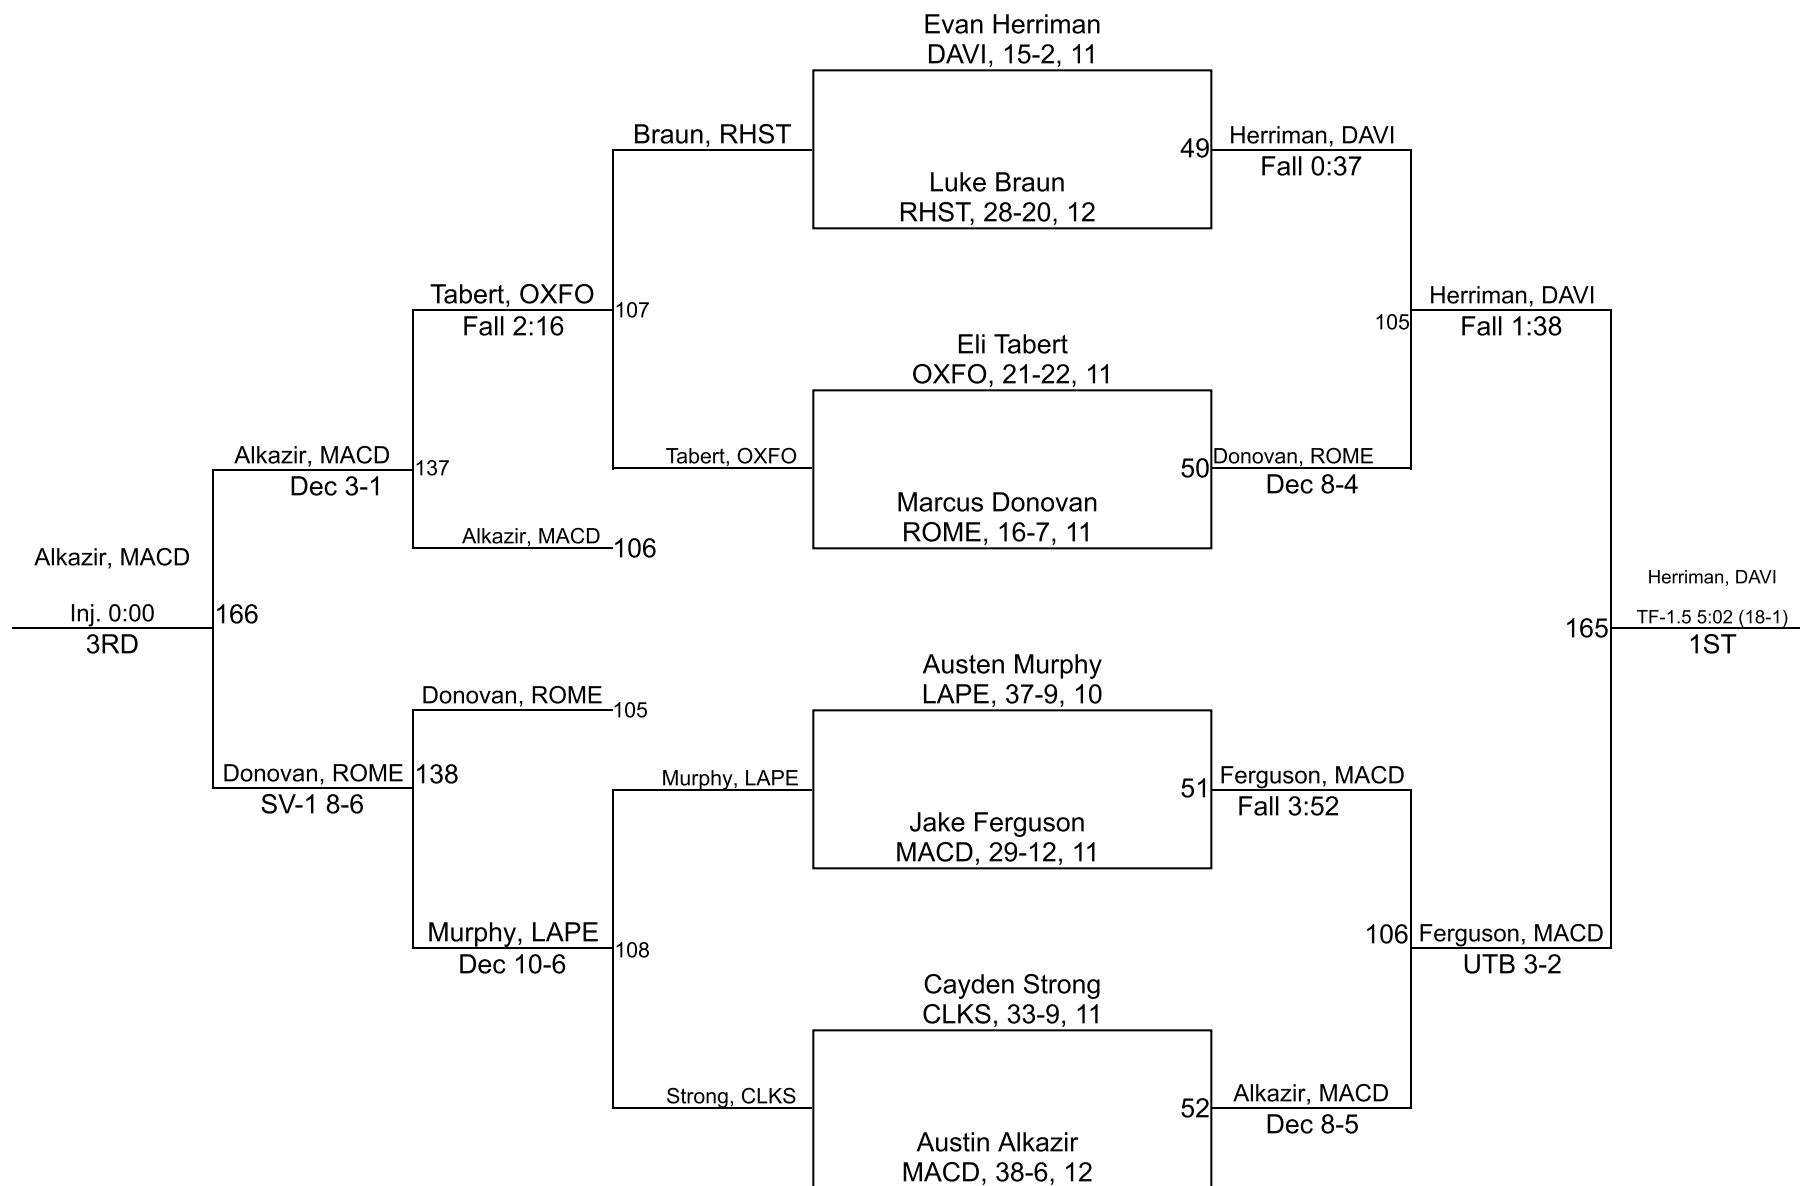 Evan Herriman
DAVI, 15-2, 11
Braun, RHST
49
Herriman, DAVI
Fall 0:37
Luke Braun
RHST, 28-20, 12
Tabert, OXFO
Fall 2:16
107
Herriman, DAVI
Fall 1:38
105
Eli Tabert
OXFO, 21-22, 11
Alkazir, MACD
Dec 3-1
137
Tabert, OXFO
50
Donovan, ROME
Dec 8-4
Marcus Donovan
ROME, 16-7, 11
Alkazir, MACD
106
Alkazir, MACD
Inj. 0:00
3RD
166
Herriman, DAVI
TF-1.5 5:02 (18-1)
1ST
165
Austen Murphy
LAPE, 37-9, 10
Donovan, ROME
105
Donovan, ROME
SV-1 8-6
138
Murphy, LAPE
51
Ferguson, MACD
Fall 3:52
Jake Ferguson
MACD, 29-12, 11
Murphy, LAPE
Dec 10-6
108
106
Ferguson, MACD
UTB 3-2
Cayden Strong
CLKS, 33-9, 11
Strong, CLKS
52
Alkazir, MACD
Dec 8-5
Austin Alkazir
MACD, 38-6, 12